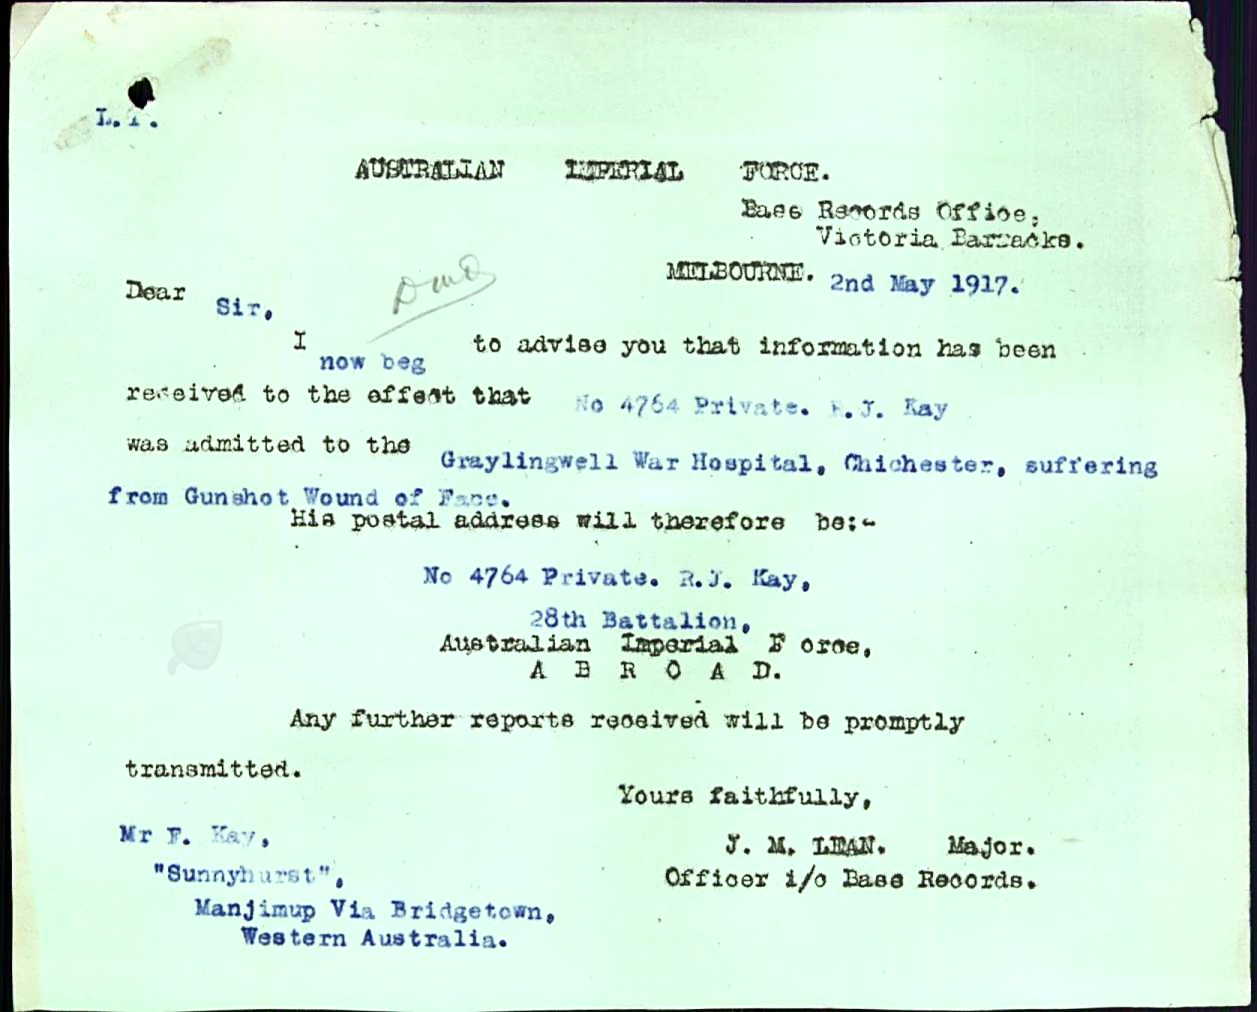 AUSTRALIAN IMPERIAL FORCE.
Base Records Office,
Victoria Barracks.
MELBOURNE. 2nd May 1917.
Dear Sir,
I now beg to advise you that information has been
received to the effect that No 4764 Private. R.J. Kay
was admitted to the Graylingwell War Hospital, Chichester, suffering
from Gunshot Wound of Face.
His postal address will therefore be:-
No 4764 Private. R.J. Kay,
28th Battalion,
Australian Imperial F orce,
A B R O A D.
Any further reports received will be promptly
transmitted.
Yours faithfully,
J. M. LEAN. Major.
Officer i/c Base Records.
Mr F. Kay,
"Sunnyhurst",
Manjimup Via Bridgetown,
Western Australia.